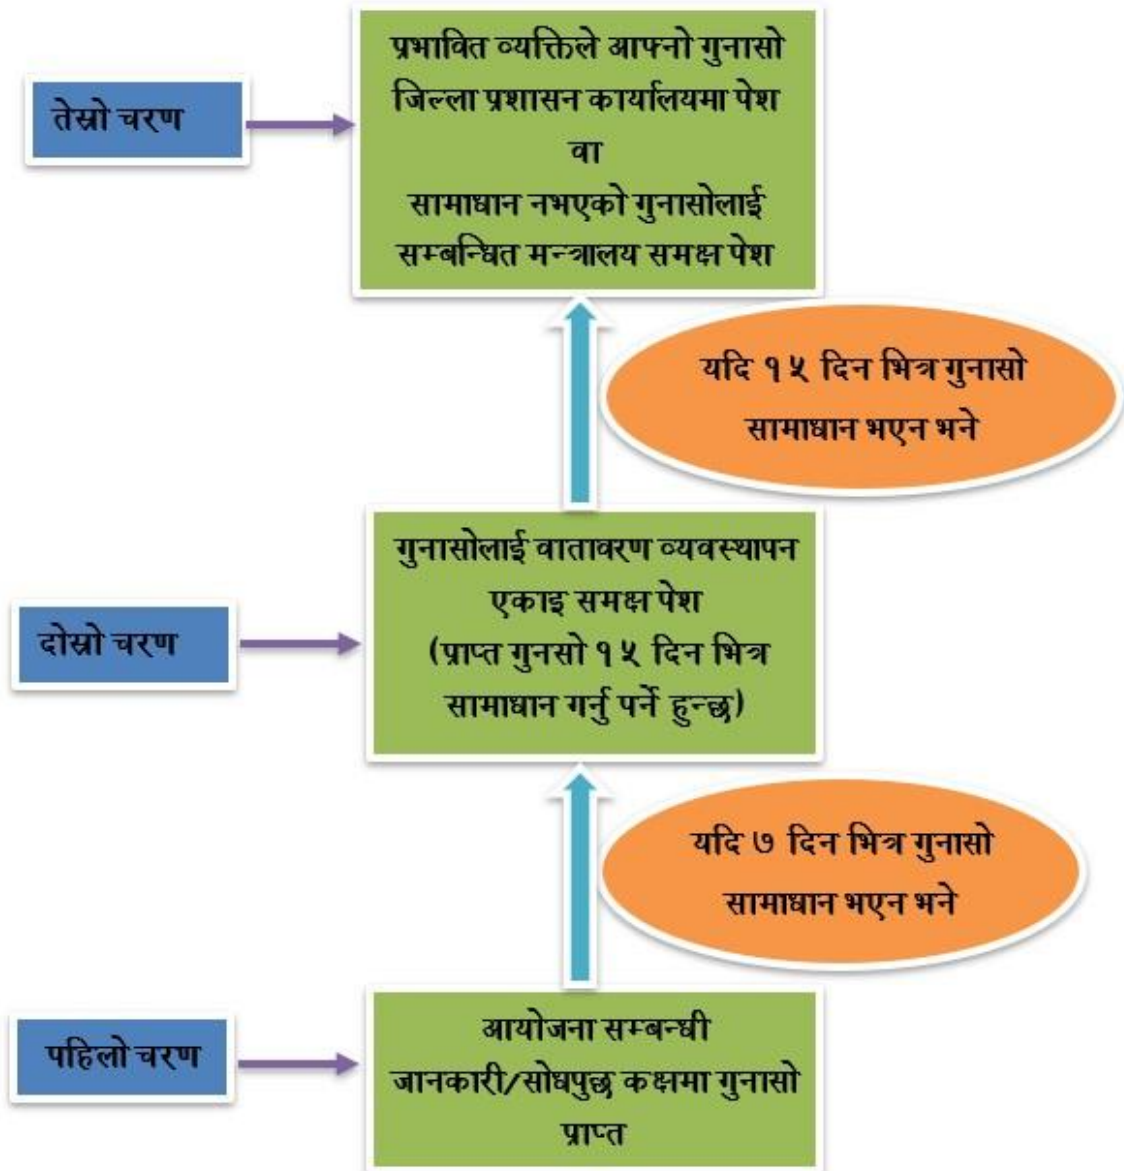 प्रभावित व्यक्तिले आफ्नो गुनासो
जिल्ला प्रशासन कार्यालयमा पेश
वा
सामाधान नभएको गुनासोलाई
सम्बन्धित मन्त्रालय समक्ष पेश
तेस्रो चरण
यदि १५ दिन भित्र गुनासो
सामाधान भएन भने
गुनासोलाई वातावरण व्यवस्थापन
एकाइ समक्ष पेश
(प्राप्त गुनसो १५ दिन भित्र
सामाधान गर्नु पर्ने हुन्छ)
दोस्रो चरण
यदि ७ दिन भित्र गुनासो
सामाधान भएन भने
आयोजना सम्बन्धी
जानकारी/सोधपुछ कक्षमा गुनासो
प्राप्त
पहिलो चरण